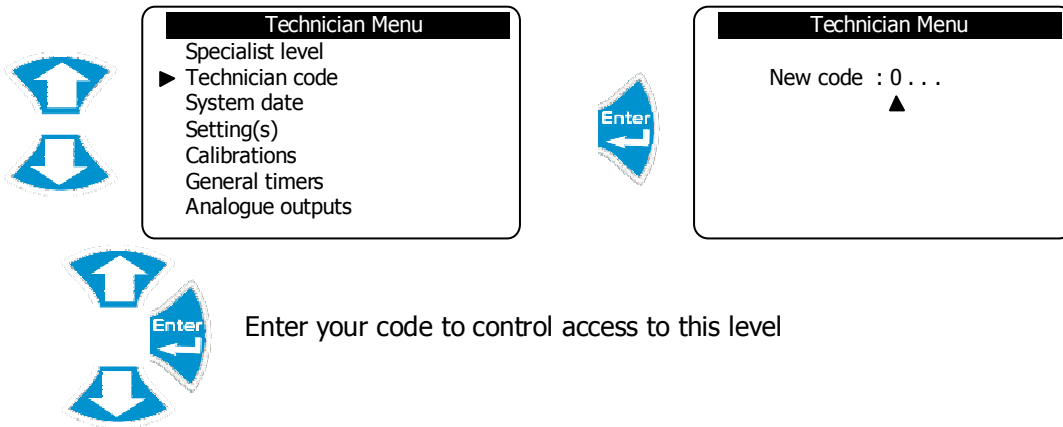 Technician Menu
Specialist level
Technician code
System date
Setting(s)
Calibrations
General timers
Analogue outputs
Enter
Technician Menu
New code : 0 . . .
Enter
Enter your code to control access to this level